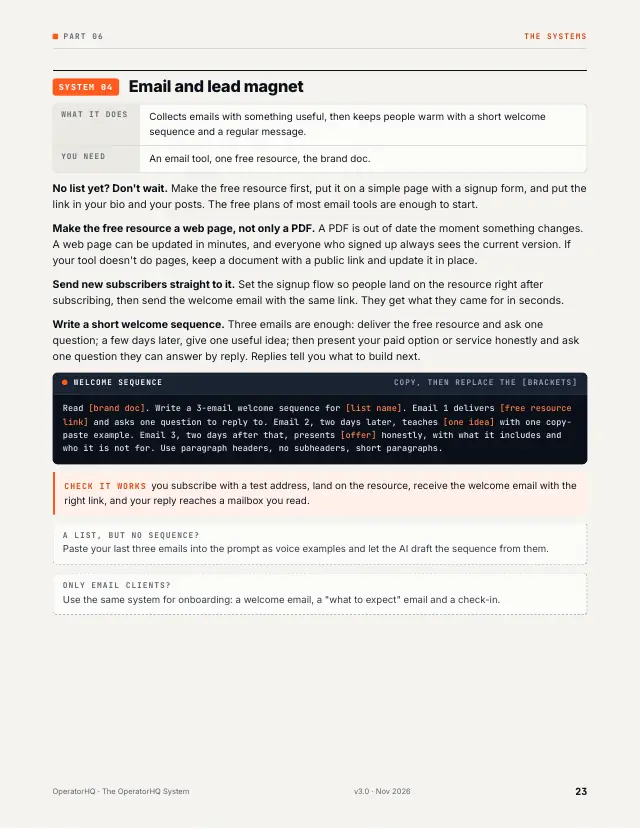 PART 06
THE SYSTEMS
SYSTEM 04
Email and lead magnet
WHAT IT DOES
Collects emails with something useful, then keeps people warm with a short welcome
sequence and a regular message.
YOU NEED
An email tool, one free resource, the brand doc.
No list yet? Don't wait. Make the free resource first, put it on a simple page with a signup form, and put the
link in your bio and your posts. The free plans of most email tools are enough to start.
Make the free resource a web page, not only a PDF. A PDF is out of date the moment something changes.
A web page can be updated in minutes, and everyone who signed up always sees the current version. If
your tool doesn't do pages, keep a document with a public link and update it in place.
Send new subscribers straight to it. Set the signup flow so people land on the resource right after
subscribing, then send the welcome email with the same link. They get what they came for in seconds.
Write a short welcome sequence. Three emails are enough: deliver the free resource and ask one
question; a few days later, give one useful idea; then present your paid option or service honestly and ask
one question they can answer by reply. Replies tell you what to build next.
WELCOME SEQUENCE
COPY, THEN REPLACE THE [BRACKETS]
Read [brand doc]. Write a 3-email welcome sequence for [list name]. Email 1 delivers [free resource
link] and asks one question to reply to. Email 2, two days later, teaches [one idea] with one copy-
paste example. Email 3, two days after that, presents [offer] honestly, with what it includes and
who it is not for. Use paragraph headers, no subheaders, short paragraphs.
CHECK IT WORKS you subscribe with a test address, land on the resource, receive the welcome email with the
right link, and your reply reaches a mailbox you read.
A LIST, BUT NO SEQUENCE?
Paste your last three emails into the prompt as voice examples and let the AI draft the sequence from them.
ONLY EMAIL CLIENTS?
Use the same system for onboarding: a welcome email, a "what to expect" email and a check-in.
OperatorHQ · The OperatorHQ System
v3.0 · Nov 2026
23